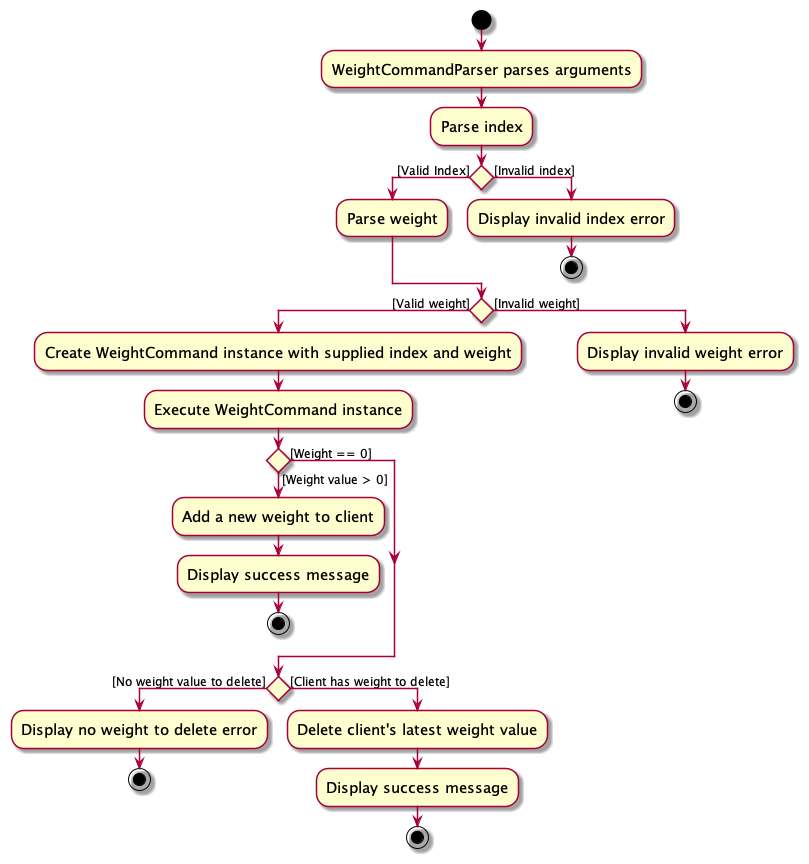 WeightCommandParser parses arguments
Parse index
[Valid Index]
[Invalid index]
Parse weight
Display invalid index error
[Valid weight]
[Invalid weight]
Create WeightCommand instance with supplied index and weight
Display invalid weight error
Execute WeightCommand instance
[Weight == 0]
[Weight value > 0]
Add a new weight to client
Display success message
[No weight value to delete]
[Client has weight to delete]
Display no weight to delete error
Delete client's latest weight value
Display success message